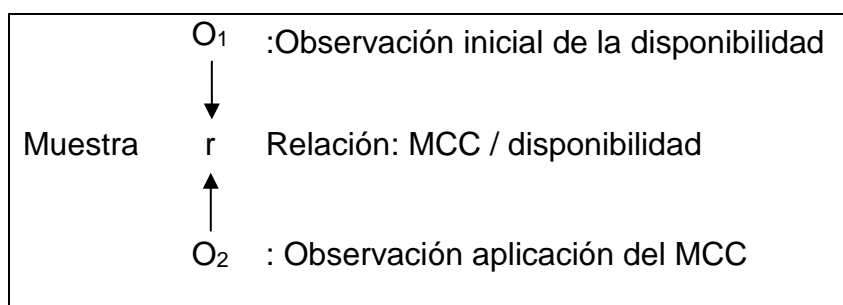 O₁ :Observación inicial de la disponibilidad
Muestra r Relación: MCC / disponibilidad
O₂ : Observación aplicación del MCC